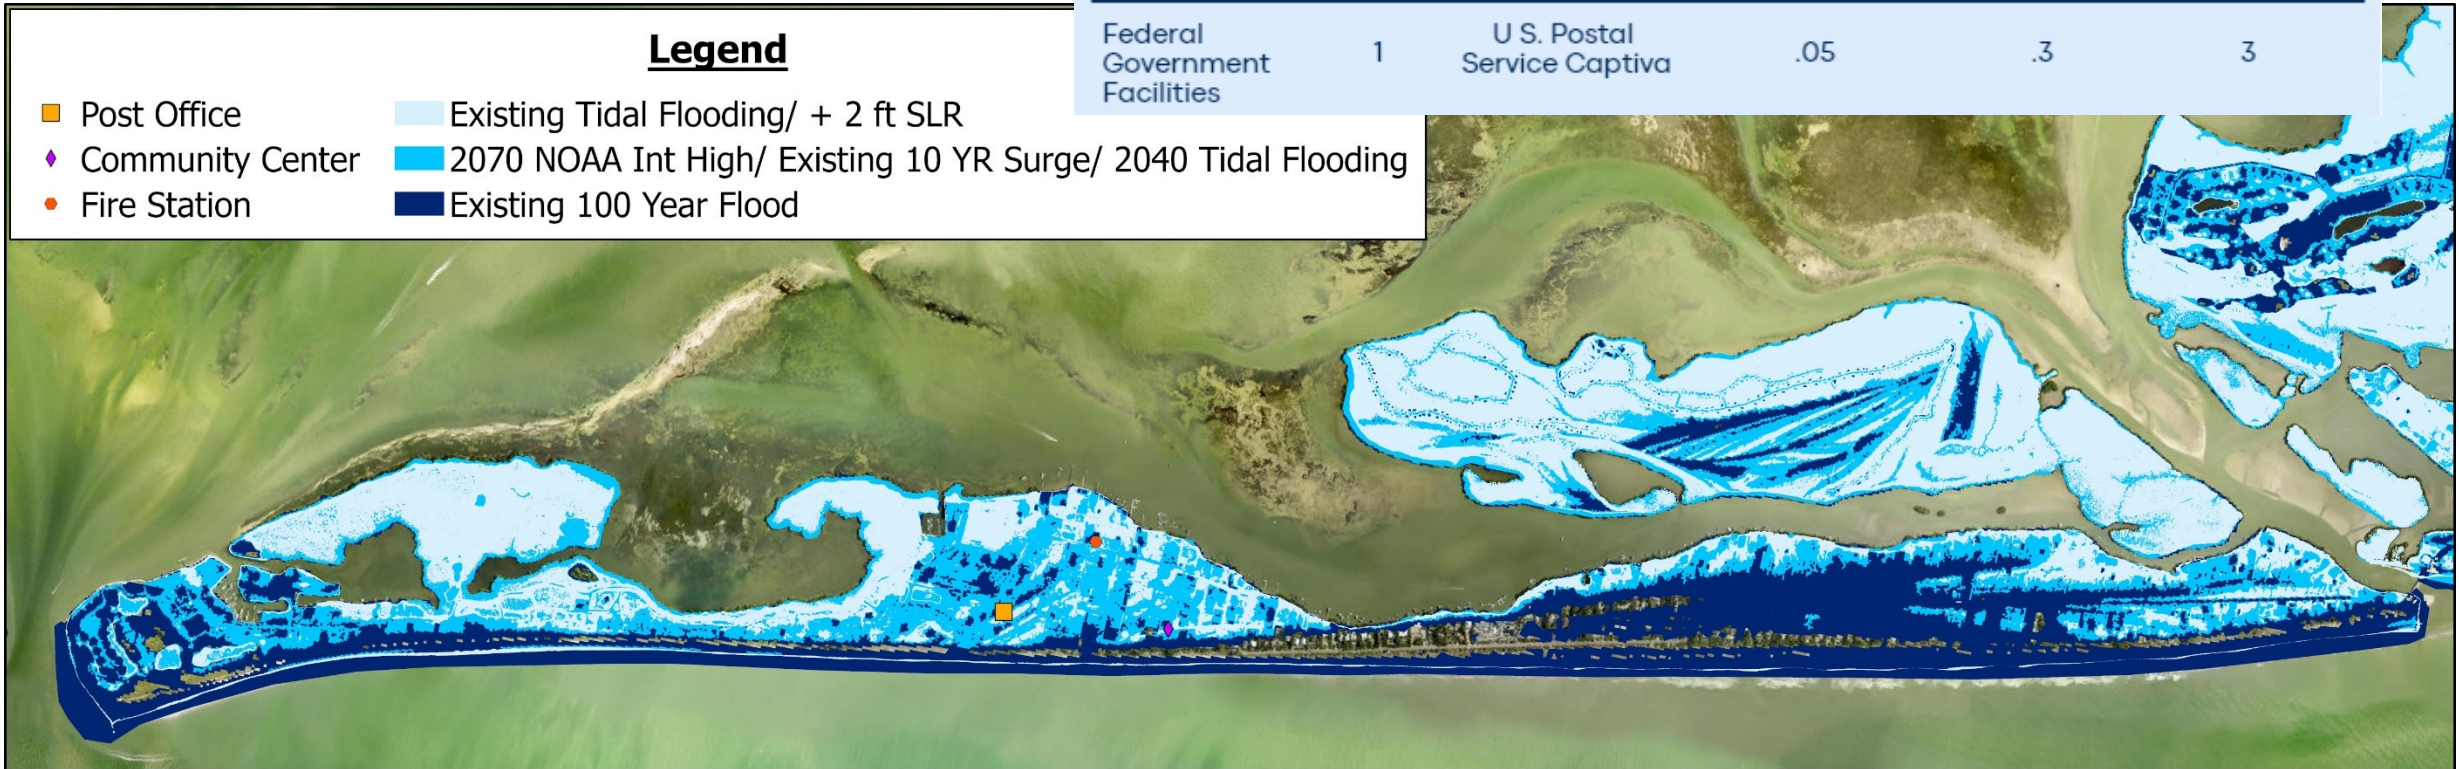 Legend
Post Office
Community Center
Fire Station
Existing Tidal Flooding/ + 2 ft SLR
2070 NOAA Int High/ Existing 10 YR Surge/ 2040 Tidal Flooding
Existing 100 Year Flood
Federal
Government
Facilities
1
U S. Postal
Service Captiva
.05
.3
3